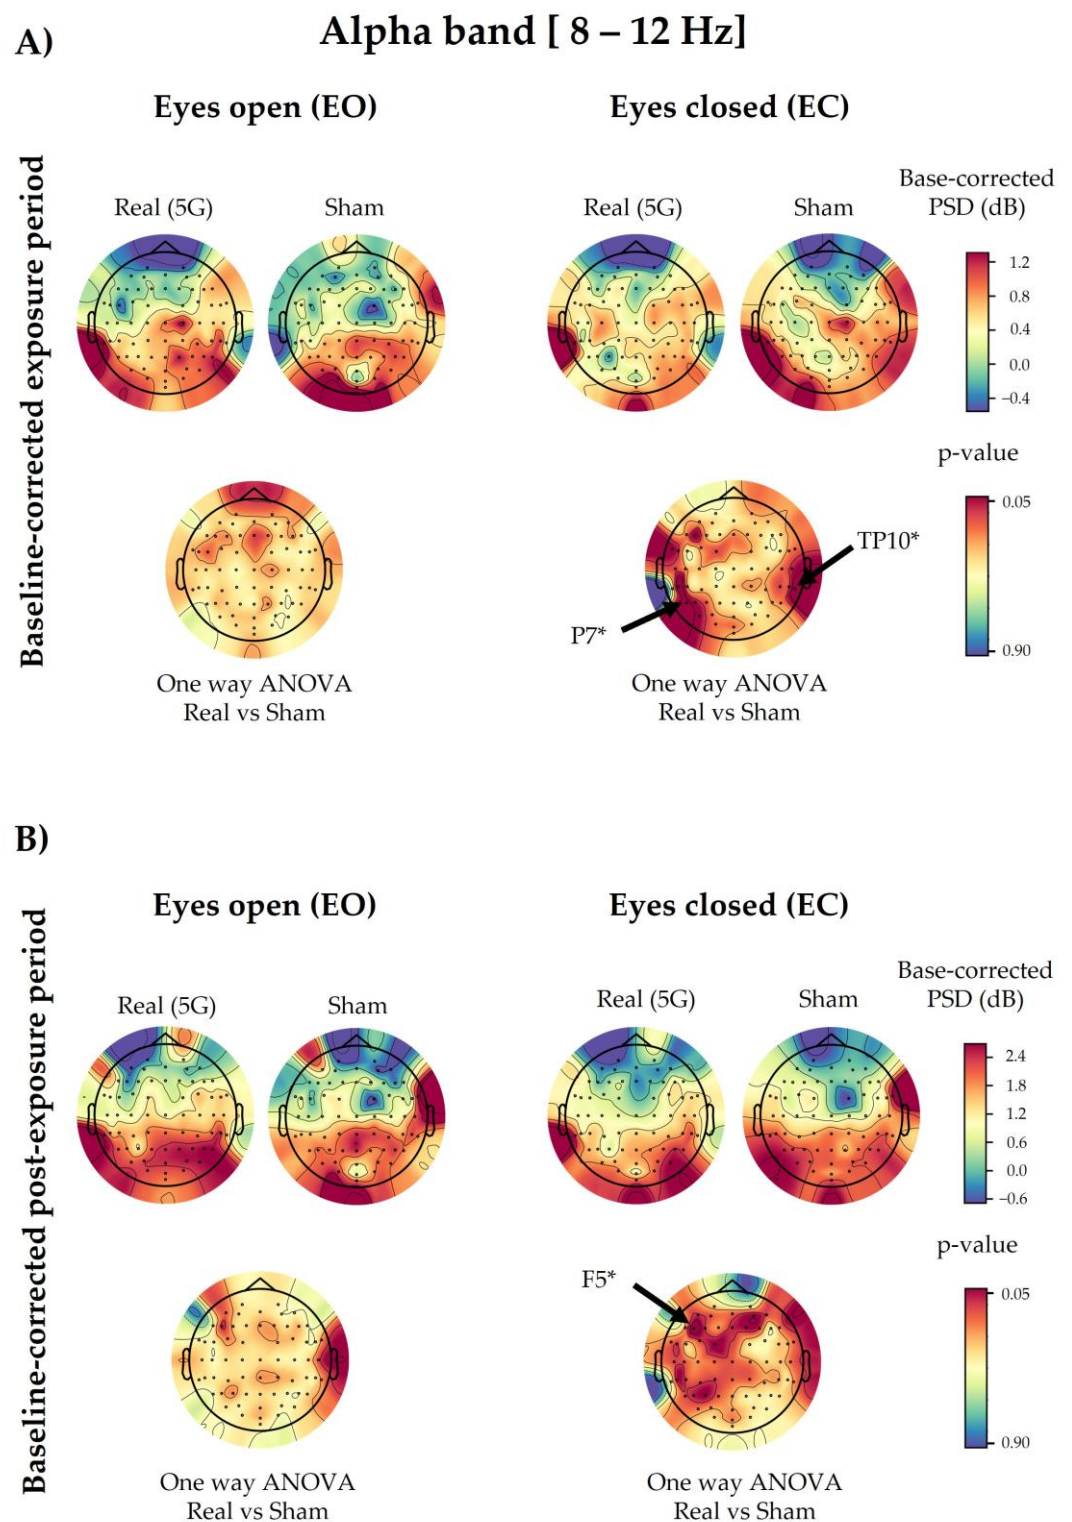 Alpha band [ 8 – 12 Hz]
A)
Eyes open (EO)
Eyes closed (EC)
Baseline-corrected exposure period
Real (5G)
Sham
Real (5G)
Sham
Base-corrected
PSD (dB)
1.2
0.8
0.4
0.0
−0.4
p-value
0.05
0.90
TP10*
P7*
One way ANOVA
Real vs Sham
One way ANOVA
Real vs Sham
B)
Eyes open (EO)
Eyes closed (EC)
Baseline-corrected post-exposure period
Real (5G)
Sham
Real (5G)
Sham
Base-corrected
PSD (dB)
2.4
1.8
1.2
0.6
0.0
−0.6
p-value
0.05
0.90
F5*
One way ANOVA
Real vs Sham
One way ANOVA
Real vs Sham